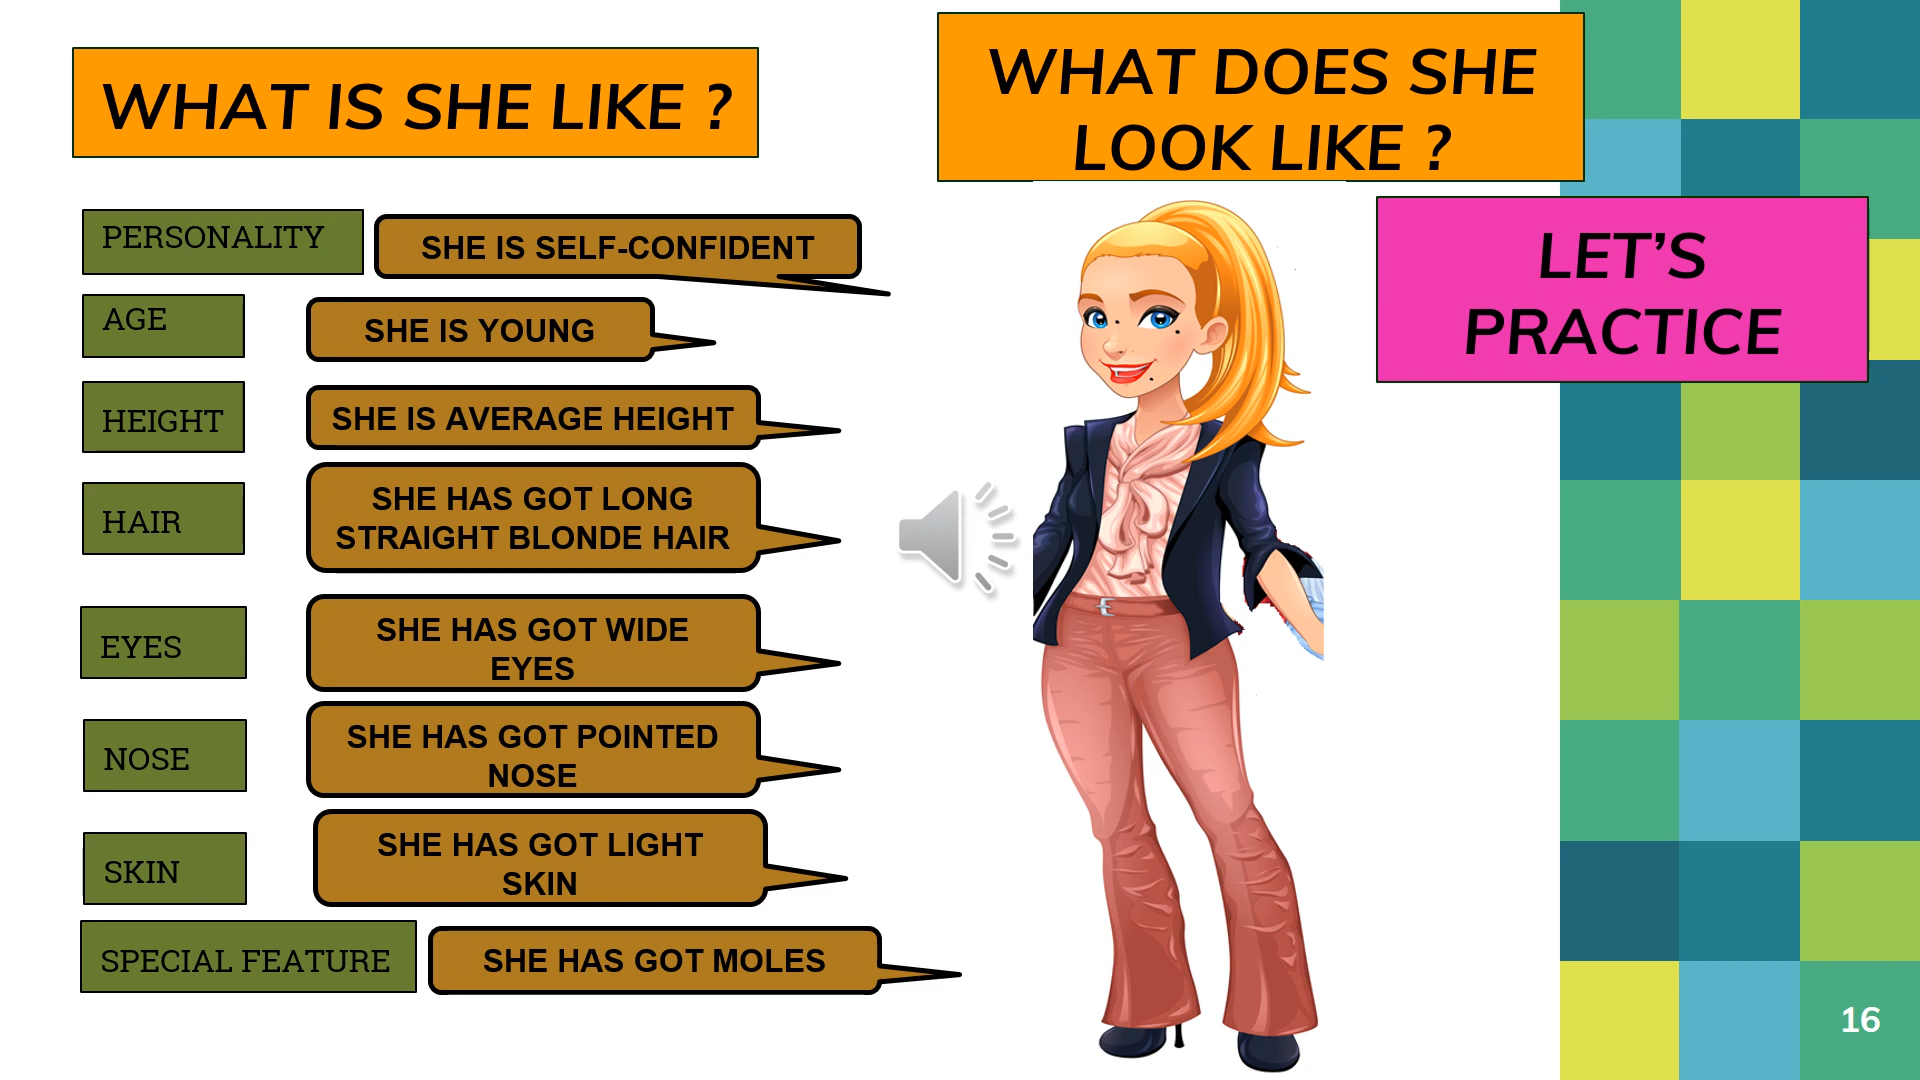 WHAT IS SHE LIKE ?
WHAT DOES SHE
LOOK LIKE ?
LET’S
PRACTICE
PERSONALITY
SHE IS SELF-CONFIDENT
AGE
SHE IS YOUNG
HEIGHT
SHE IS AVERAGE HEIGHT
HAIR
SHE HAS GOT LONG
STRAIGHT BLONDE HAIR
EYES
SHE HAS GOT WIDE
EYES
NOSE
SHE HAS GOT POINTED
NOSE
SKIN
SHE HAS GOT LIGHT
SKIN
SPECIAL FEATURE
SHE HAS GOT MOLES
16